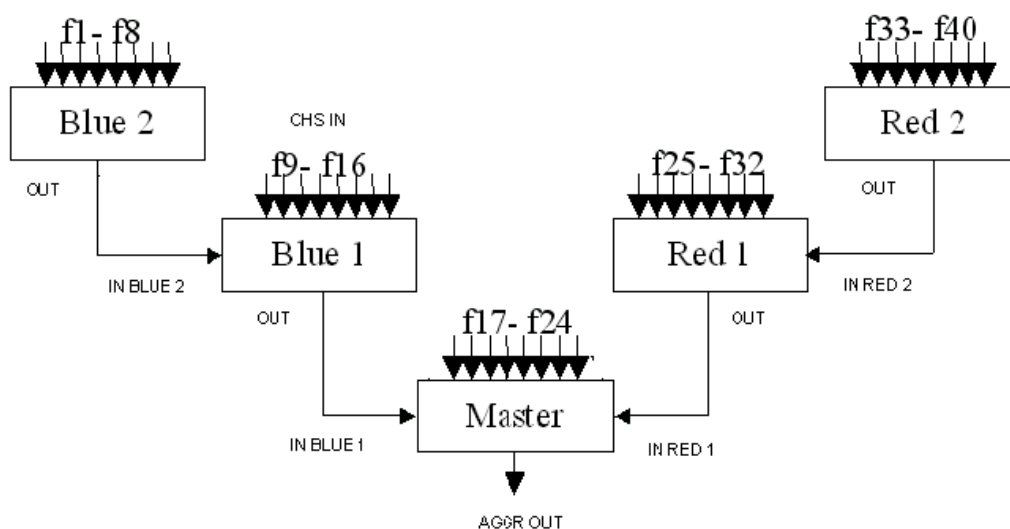 f1- f8
f33- f40
Blue 2
Red 2
CHS IN
f9- f16
f25- f32
OUT
OUT
Blue 1
Red 1
IN BLUE 2
IN RED 2
OUT
OUT
f17- f24
Master
IN BLUE 1
IN RED 1
AGGR OUT